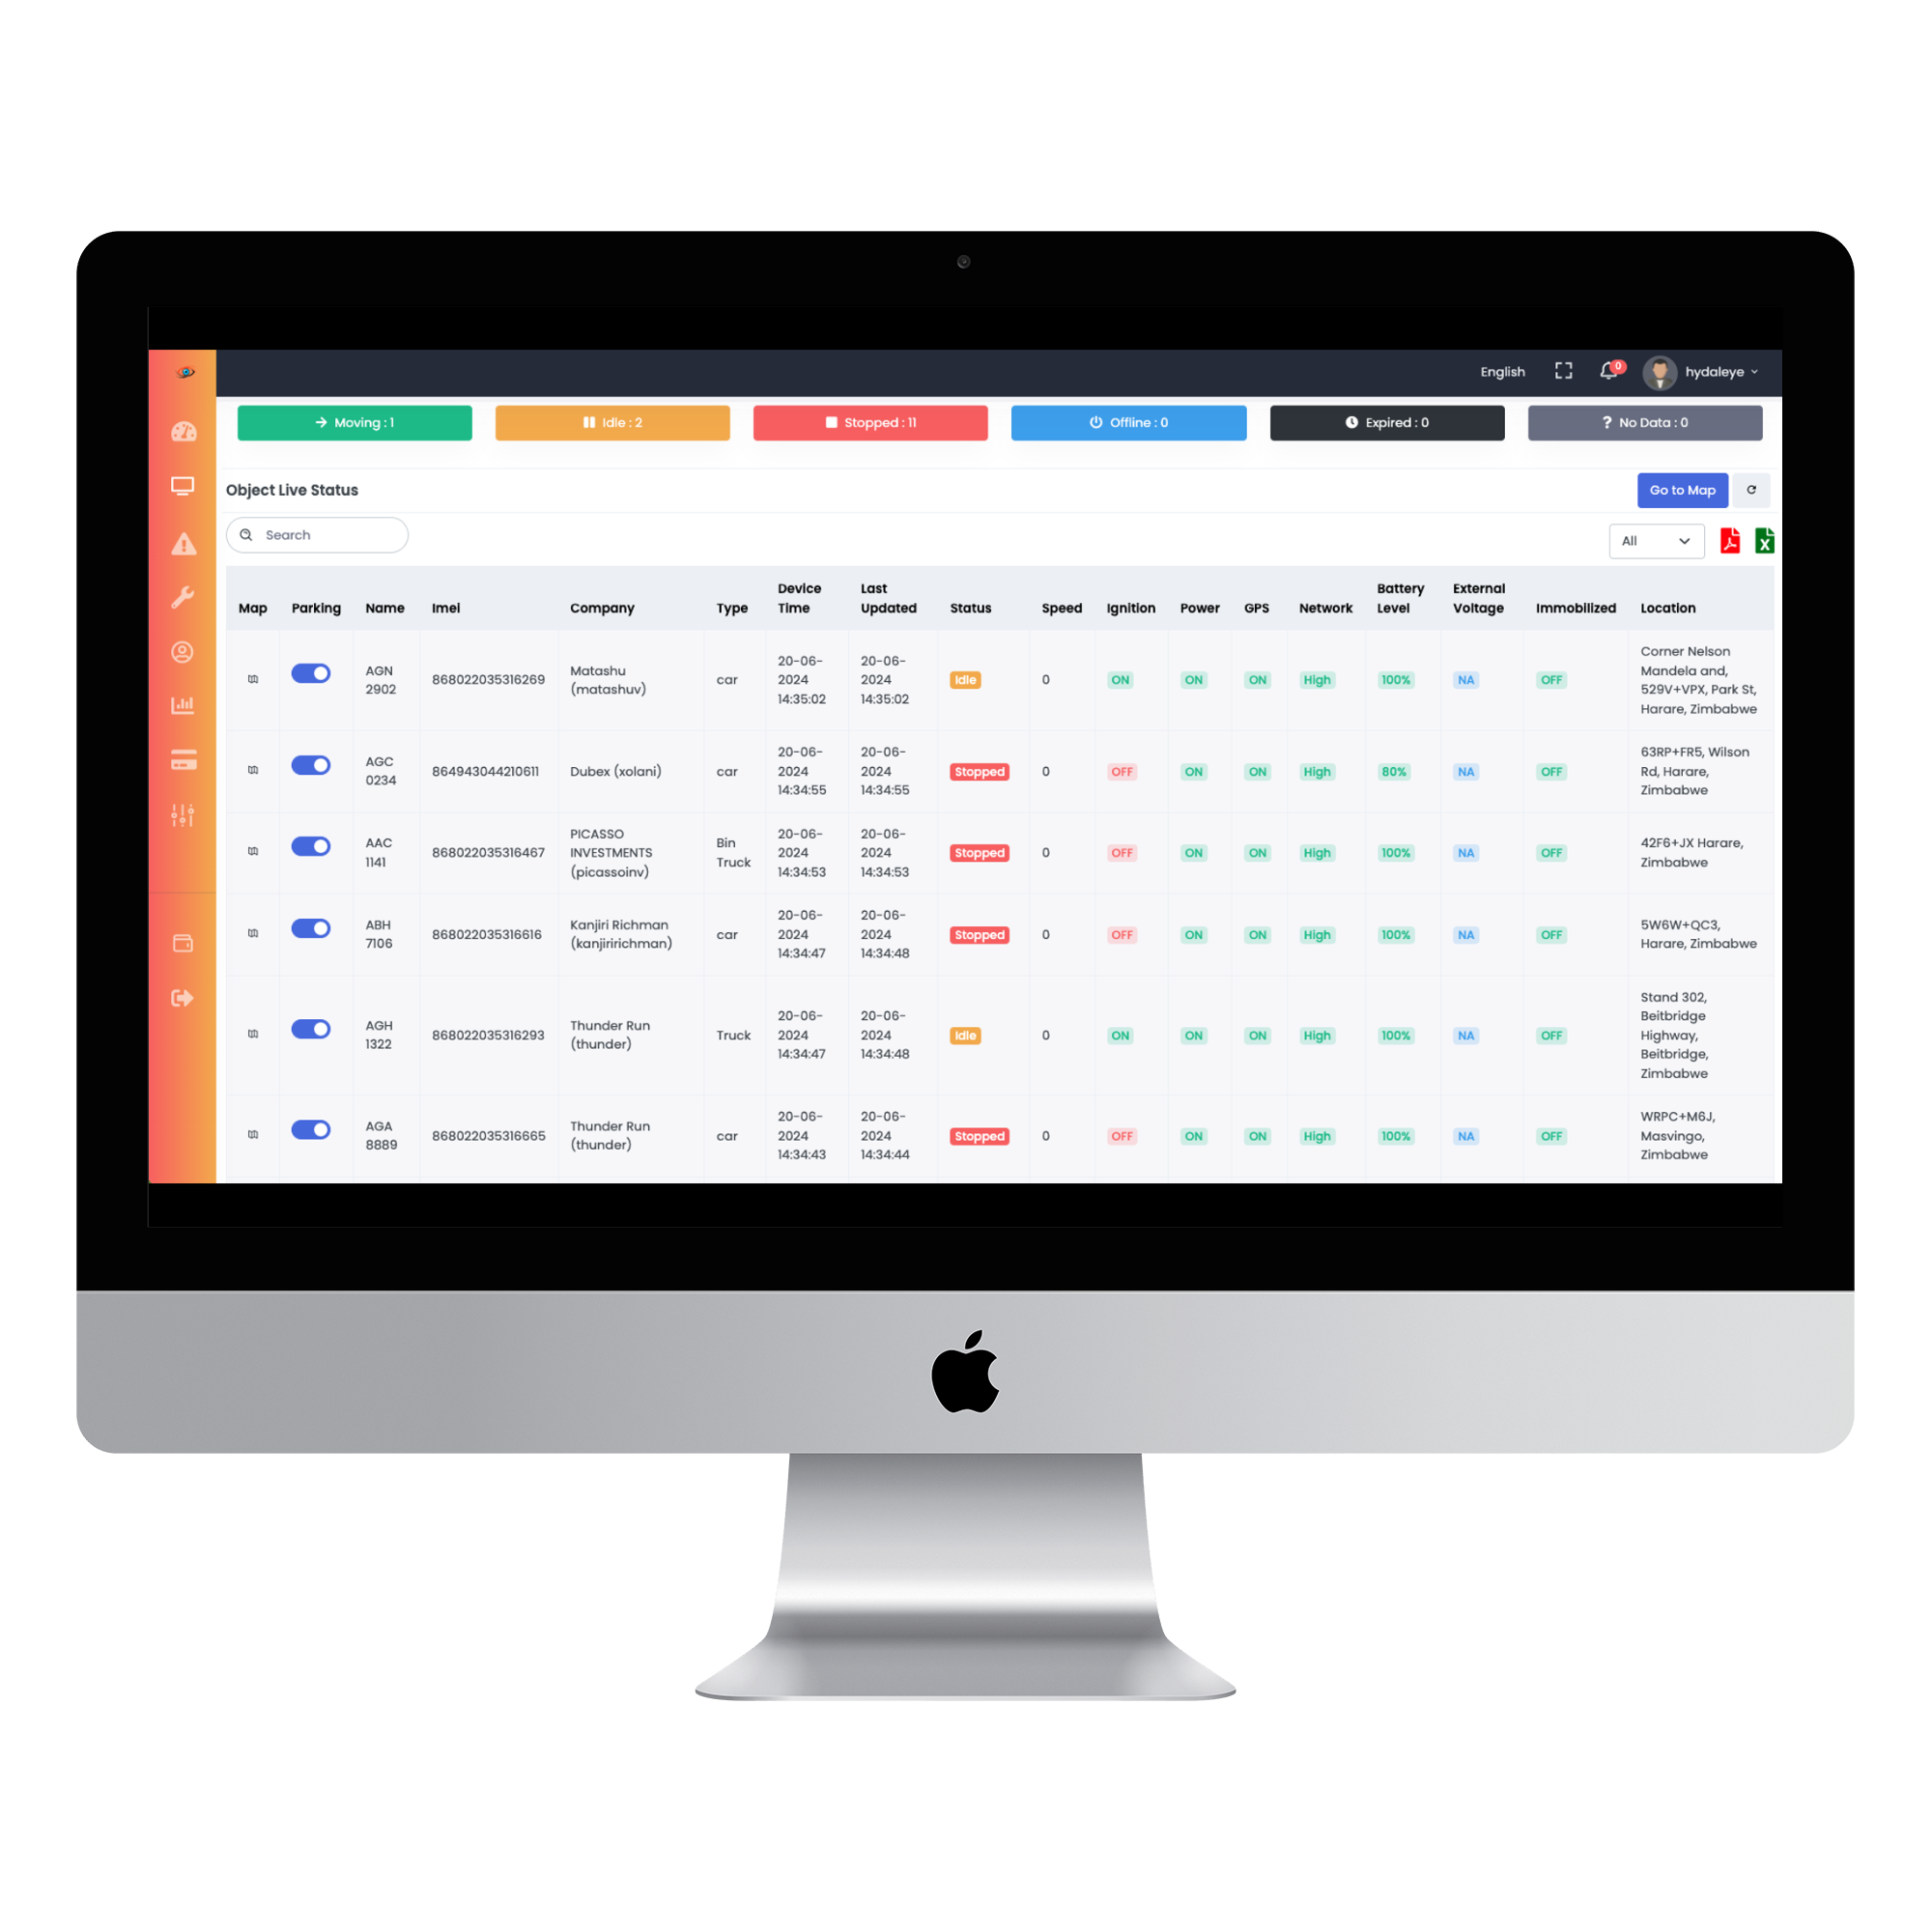 English 0 hydaleye
Moving : 1 Idle : 2 Stopped : 11 Offline : 0 Expired : 0 ? No Data : 0
Object Live Status Go to Map
Search All
Map Parking Name Imei Company Type Device Time Last Updated Status Speed Ignition Power GPS Network Battery Level External Voltage Immobilized Location
AGN 2902 868022035316269 Matashu (matashuv) car 20-06-2024 14:35:02 20-06-2024 14:35:02 Idle 0 ON ON ON High 100% NA OFF Corner Nelson Mandela and, 529V+VPX, Park St, Harare, Zimbabwe
AGC 0234 864943044210611 Dubex (xolani) car 20-06-2024 14:34:55 20-06-2024 14:34:55 Stopped 0 OFF ON ON High 80% NA OFF 63RP+FR5, Wilson Rd, Harare, Zimbabwe
AAC 1141 868022035316467 PICASSO INVESTMENTS (picassoinv) Bin Truck 20-06-2024 14:34:53 20-06-2024 14:34:53 Stopped 0 OFF ON ON High 100% NA OFF 42F6+JX Harare, Zimbabwe
ABH 7106 868022035316616 Kanjiri Richman (kanjiririchman) car 20-06-2024 14:34:47 20-06-2024 14:34:48 Stopped 0 OFF ON ON High 100% NA OFF 5W6W+QC3, Harare, Zimbabwe
AGH 1322 868022035316293 Thunder Run (thunder) Truck 20-06-2024 14:34:47 20-06-2024 14:34:48 Idle 0 ON ON ON High 100% NA OFF Stand 302, Beitbridge Highway, Beitbridge, Zimbabwe
AGA 8889 868022035316665 Thunder Run (thunder) car 20-06-2024 14:34:43 20-06-2024 14:34:44 Stopped 0 OFF ON ON High 100% NA OFF WRPC+M6J, Masvingo, Zimbabwe